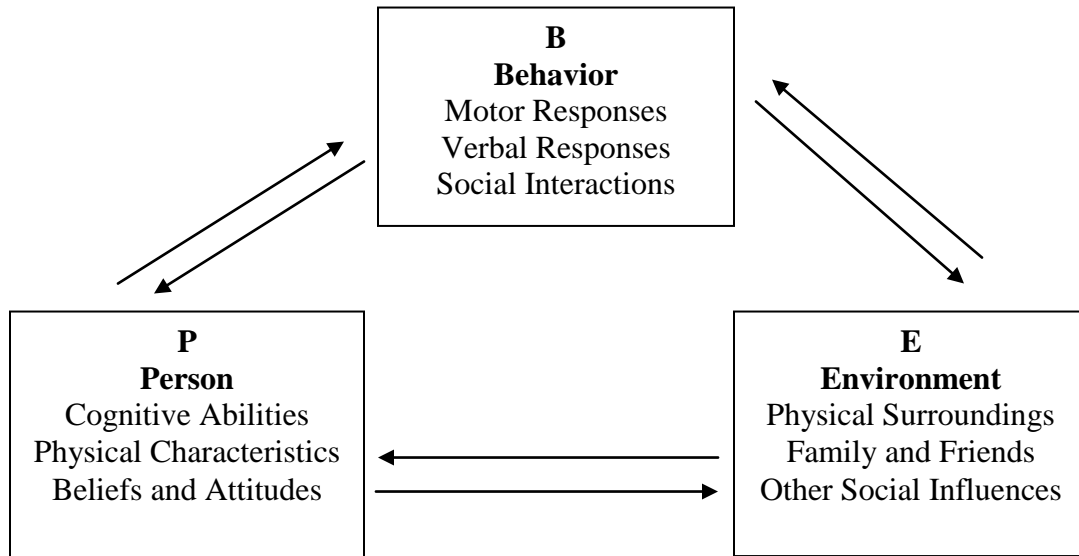 B
Behavior
Motor Responses
Verbal Responses
Social Interactions
P
Person
Cognitive Abilities
Physical Characteristics
Beliefs and Attitudes
E
Environment
Physical Surroundings
Family and Friends
Other Social Influences